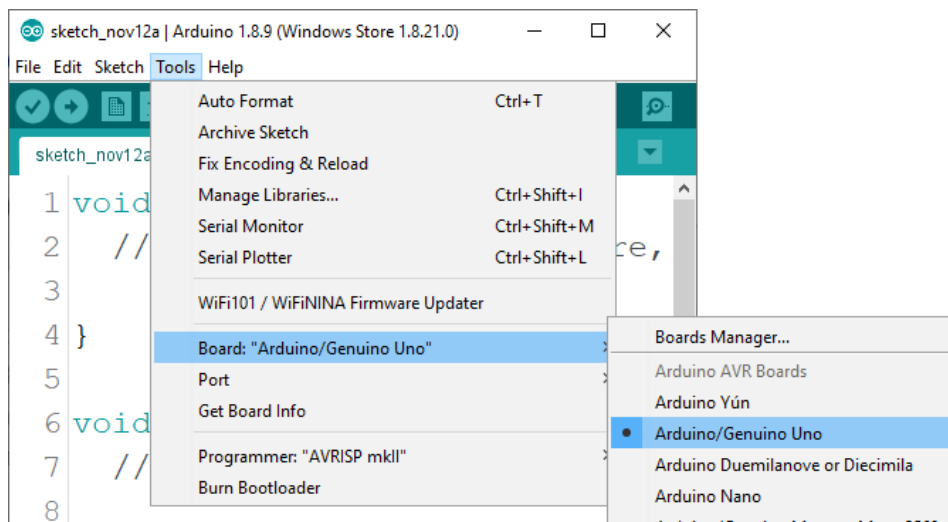 sketch_nov12a | Arduino 1.8.9 (Windows Store 1.8.21.0)
File Edit Sketch Tools Help
sketch_nov12a
Auto Format Ctrl+T
Archive Sketch
Fix Encoding & Reload
Manage Libraries... Ctrl+Shift+I
Serial Monitor Ctrl+Shift+M
Serial Plotter Ctrl+Shift+L
WiFi101 / WiFiNINA Firmware Updater
Board: "Arduino/Genuino Uno"
Port
Get Board Info
Programmer: "AVRISP mkII"
Burn Bootloader
Boards Manager...
Arduino AVR Boards
Arduino Yún
Arduino/Genuino Uno
Arduino Duemilanove or Diecimila
Arduino Nano
1 void
2 // re,
3
4 }
5
6 void
7 //
8